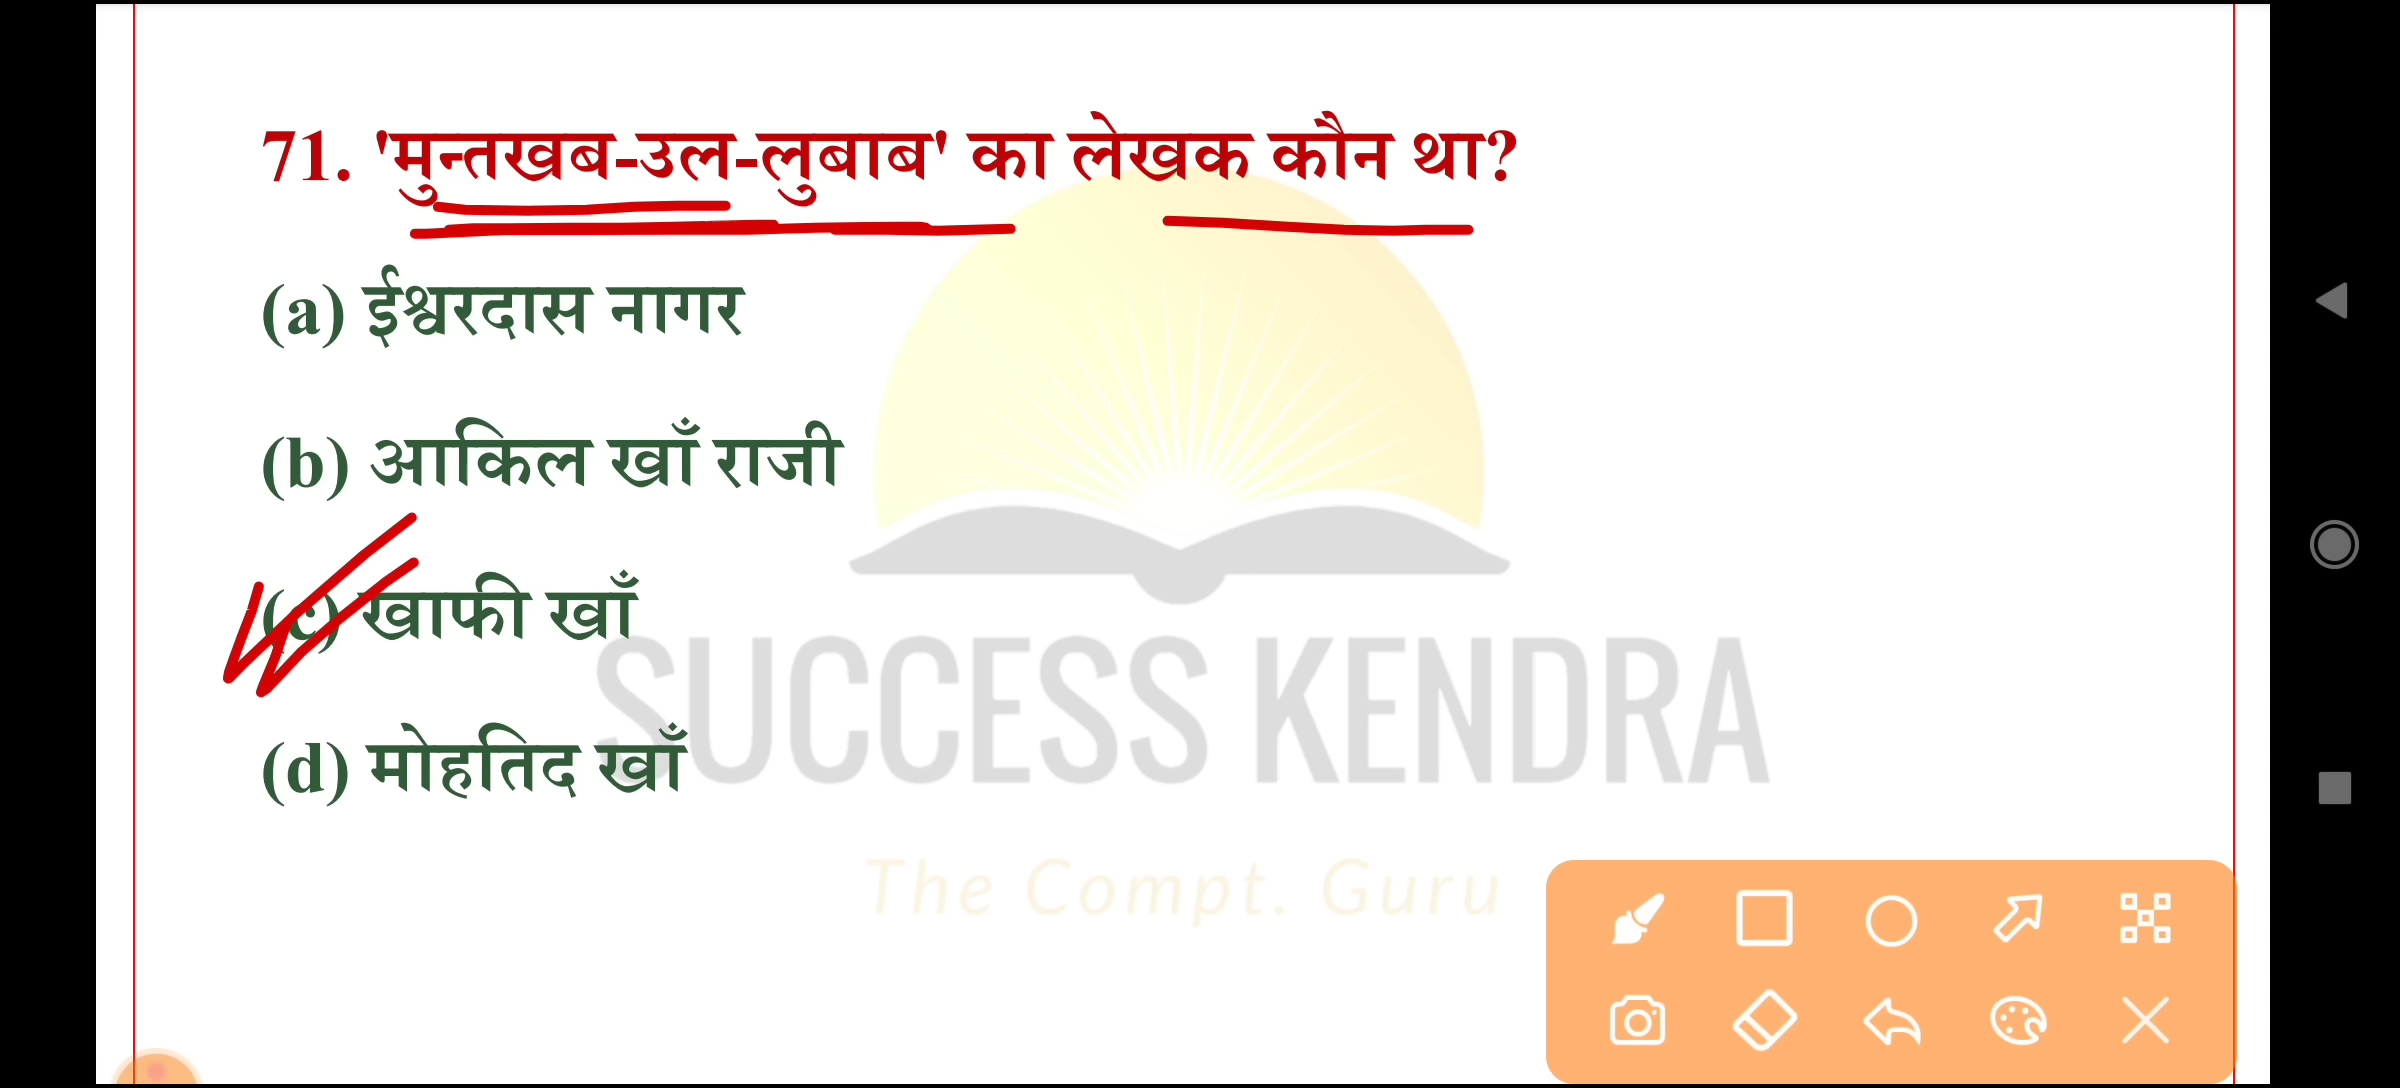 71. 'मुन्तखब-उल-लुबाब' का लेखक कौन था?
(a) ईश्वरदास नागर
(b) आकिल खाँ राजी
(c) खाफी खाँ
(d) मोहतिद खाँ
SUCCESS KENDRA
The Compt. Guru